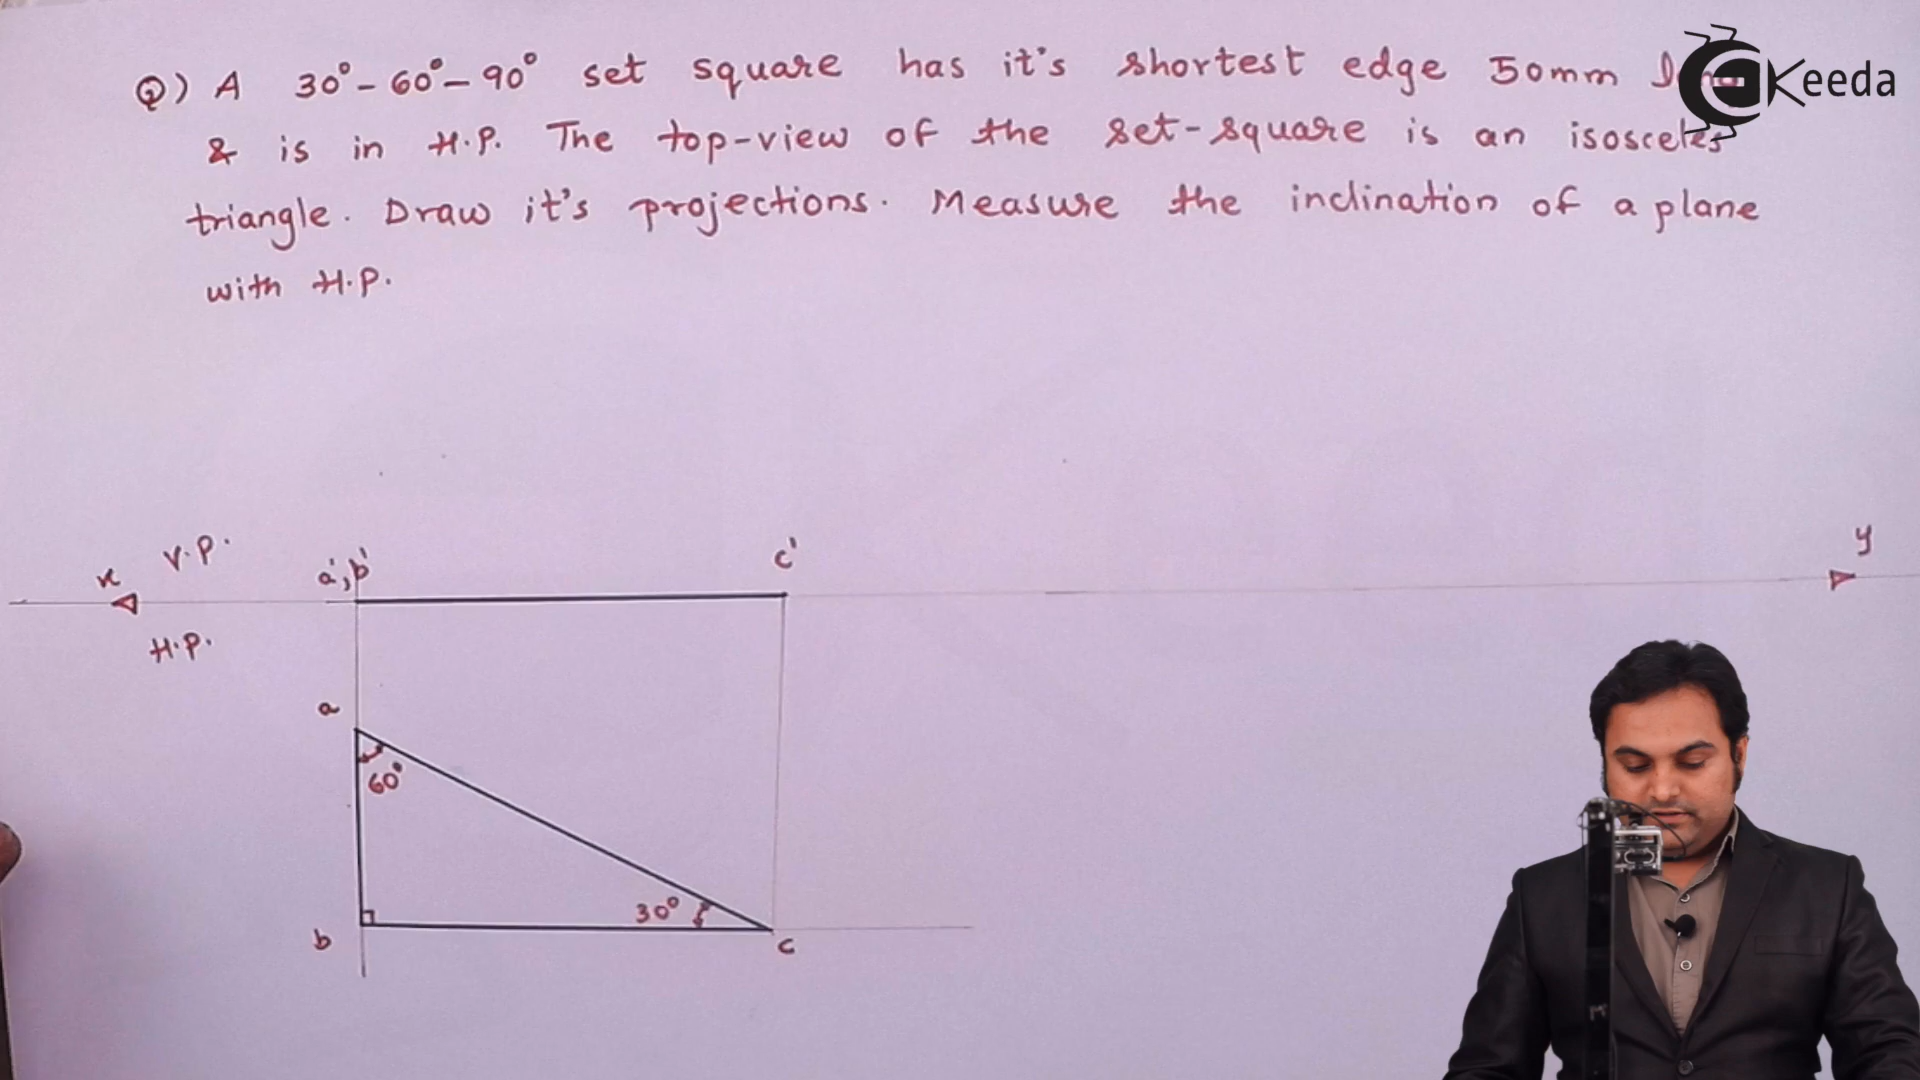 Q) A 30°-60°-90° set square has it's shortest edge 50mm
& is in H.P. The top-view of the set-square is an isosceles
triangle. Draw it's projections. Measure the inclination of a plane
with H.P.
Keeda
V.P.
x
y
H.P.
a', b'
c'
a
60°
30°
b
c